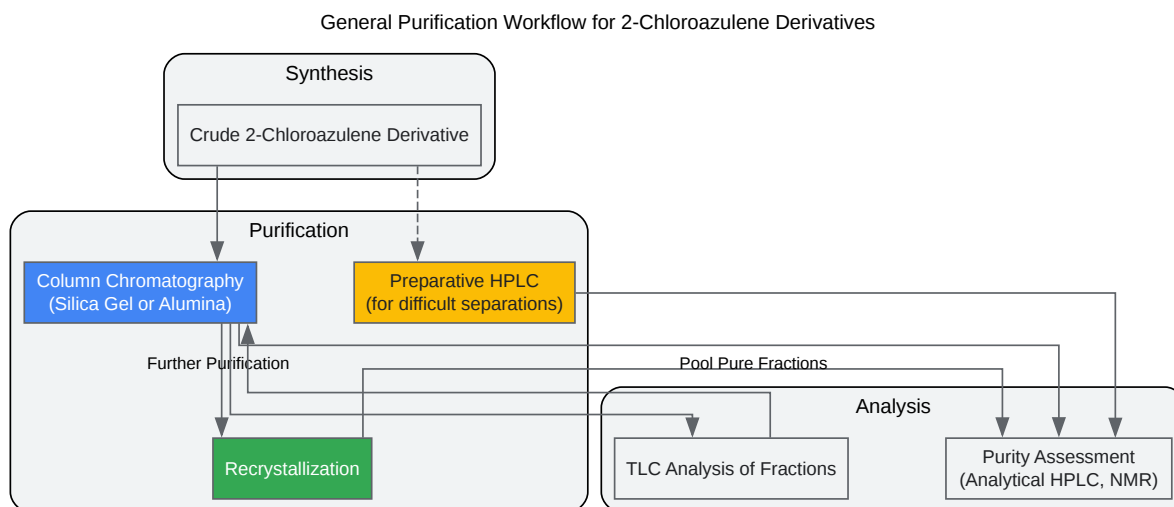 General Purification Workflow for 2-Chloroazulene Derivatives
Synthesis
Crude 2-Chloroazulene Derivative
Purification
Column Chromatography
(Silica Gel or Alumina)
Preparative HPLC
(for difficult separations)
Further Purification
Pool Pure Fractions
Analysis
Recrystallization
TLC Analysis of Fractions
Purity Assessment
(Analytical HPLC, NMR)